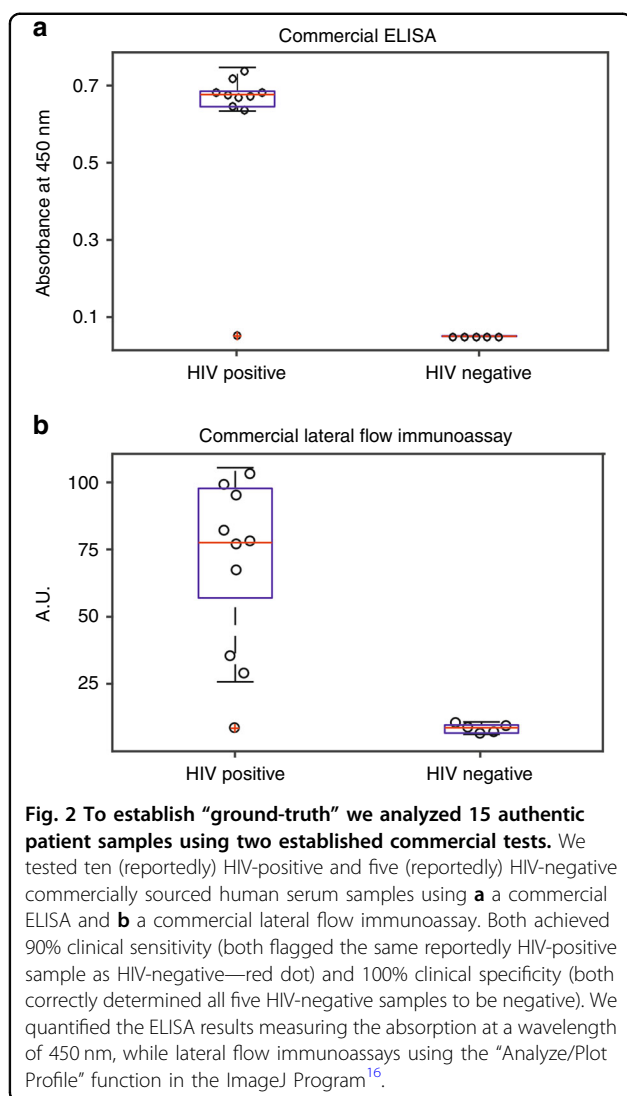 a
Commercial ELISA
Absorbance at 450 nm
0.7
0.5
0.3
0.1
HIV positive HIV negative
b
Commercial lateral flow immunoassay
A.U.
100
75
50
25
HIV positive HIV negative
Fig. 2 To establish “ground-truth” we analyzed 15 authentic
patient samples using two established commercial tests. We
tested ten (reportedly) HIV-positive and five (reportedly) HIV-negative
commercially sourced human serum samples using a a commercial
ELISA and b a commercial lateral flow immunoassay. Both achieved
90% clinical sensitivity (both flagged the same reportedly HIV-positive
sample as HIV-negative—red dot) and 100% clinical specificity (both
correctly determined all five HIV-negative samples to be negative). We
quantified the ELISA results measuring the absorption at a wavelength
of 450 nm, while lateral flow immunoassays using the “Analyze/Plot
Profile” function in the ImageJ Program16.